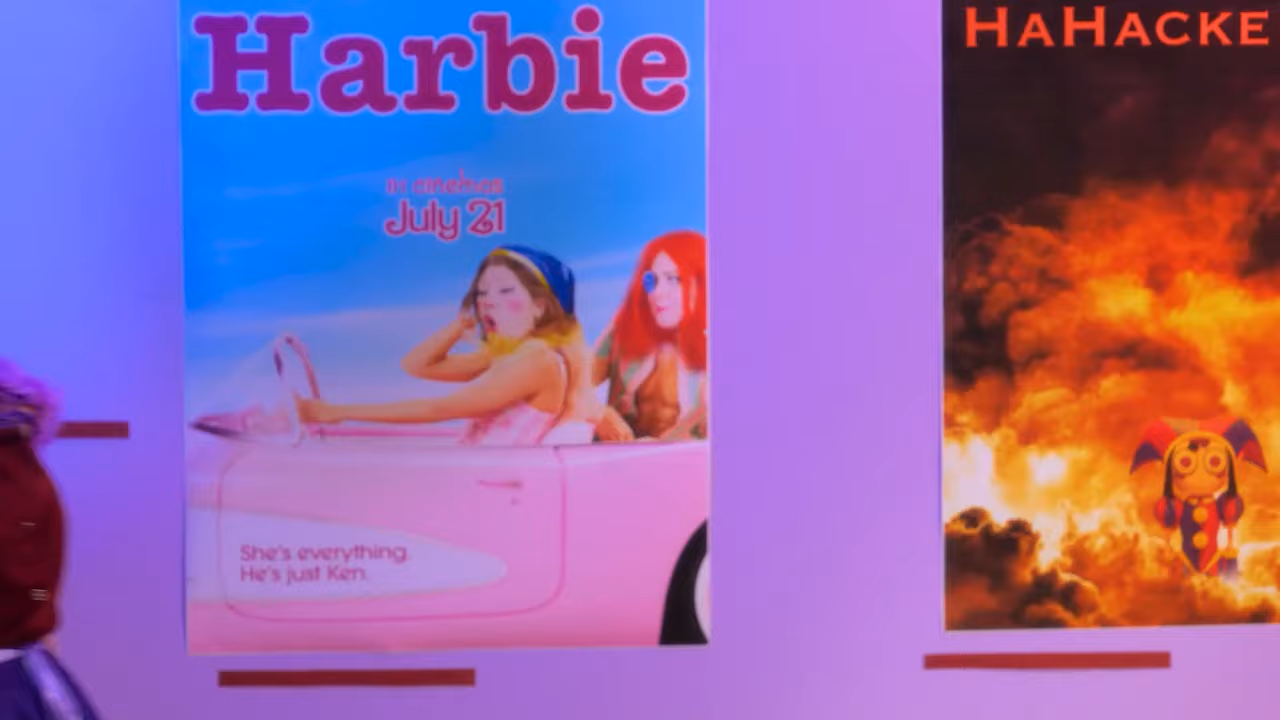 Harbie
in cinemas
July 21
She's everything.
He's just Ken.
HAHACKE